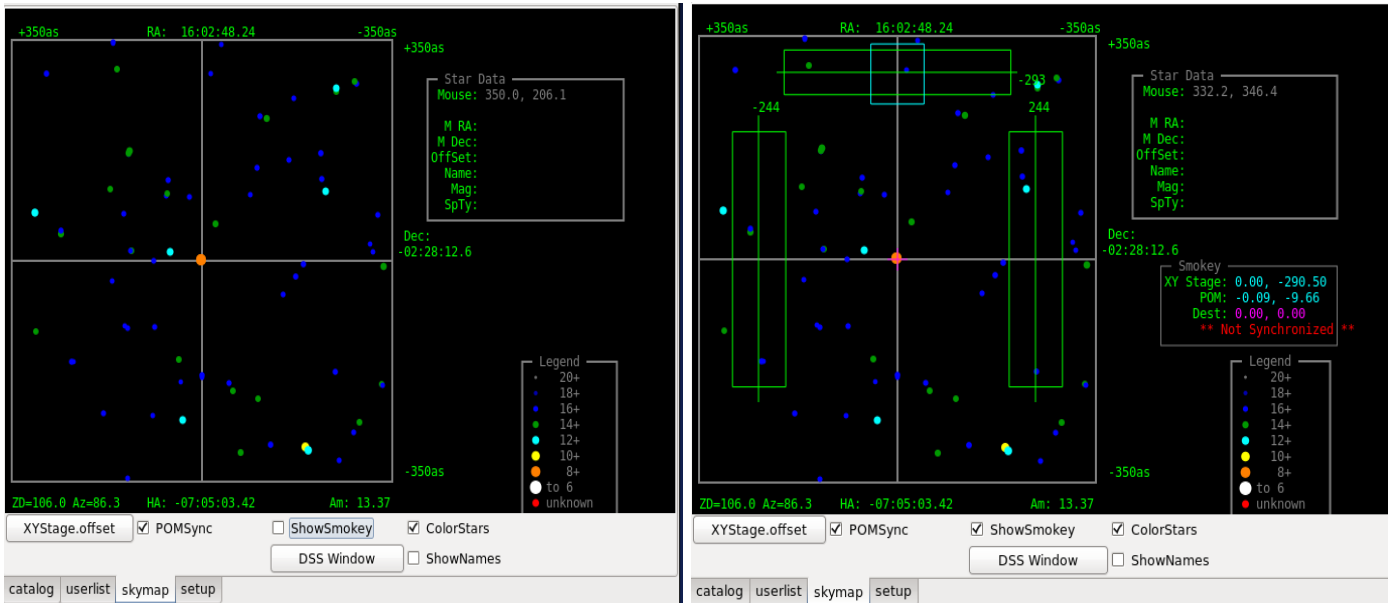 +350as RA: 16:02:48.24 -350as
+350as
Star Data
Mouse: 350.0, 206.1
M RA:
M Dec:
OffSet:
Name:
Mag:
SpTy:
Dec:
-02:28:12.6
Legend
20+
18+
16+
14+
12+
10+
8+
to 6
unknown
-350as
ZD=106.0 Az=86.3 HA: -07:05:03.42 Am: 13.37
XYStage.offset POMSync ShowSmokey ColorStars
DSS Window ShowNames
catalog userlist skymap setup
+350as RA: 16:02:48.24 -350as
+350as
-293
-244 244
Star Data
Mouse: 332.2, 346.4
M RA:
M Dec:
OffSet:
Name:
Mag:
SpTy:
Dec:
-02:28:12.6
Smokey
XY Stage: 0.00, -290.50
POM: -0.09, -9.66
Dest: 0.00, 0.00
** Not Synchronized **
Legend
20+
18+
16+
14+
12+
10+
8+
to 6
unknown
-350as
ZD=106.0 Az=86.3 HA: -07:05:03.42 Am: 13.37
XYStage.offset POMSync ShowSmokey ColorStars
DSS Window ShowNames
catalog userlist skymap setup